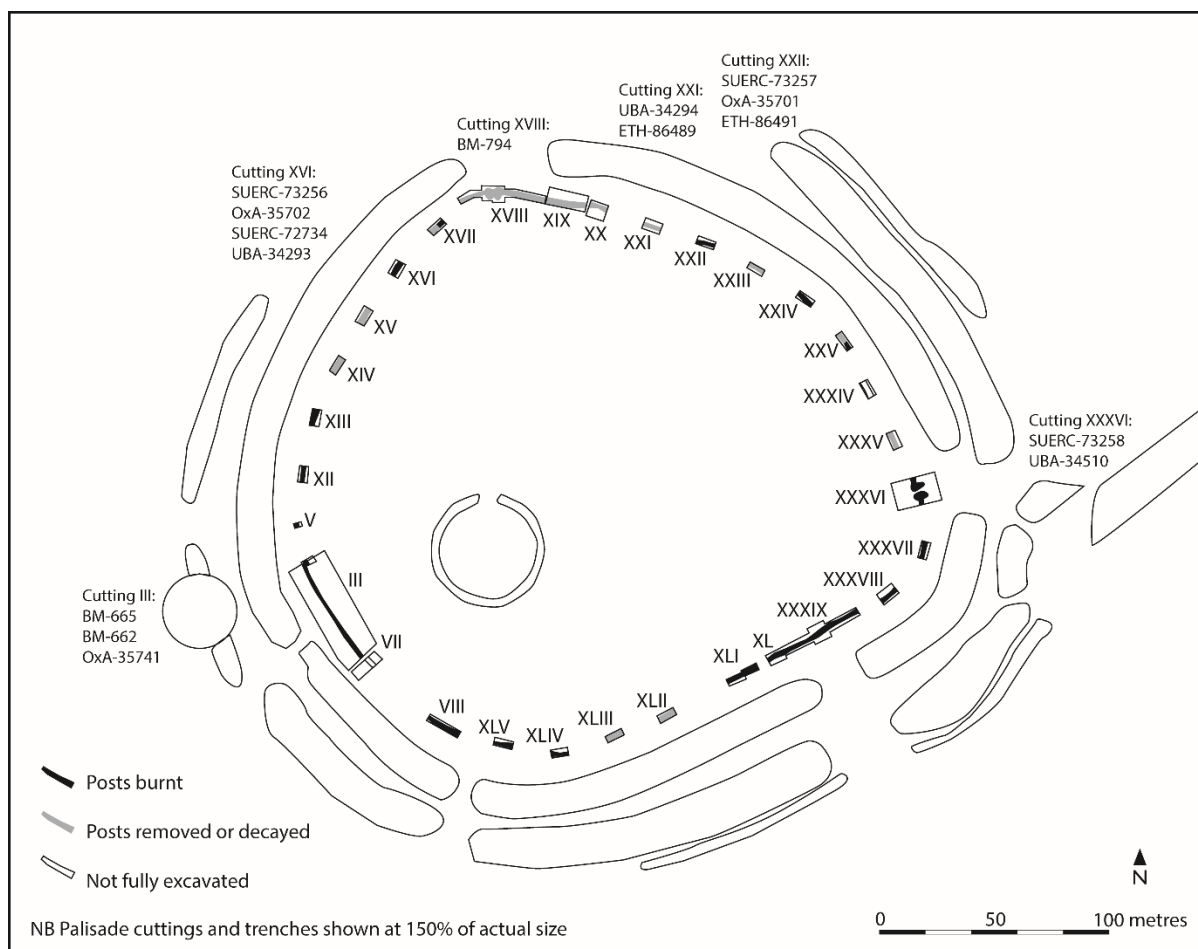 Cutting XXII:
SUERC-73257
OxA-35701
ETH-86491
Cutting XXI:
UBA-34294
ETH-86489
Cutting XVIII:
BM-794
Cutting XVI:
SUERC-73256
OxA-35702
SUERC-72734
UBA-34293
XVIII
XIX
XX
XXI
XXII
XXIII
XXIV
XXV
XXXIV
XXXV
XXXVI
XXXVII
XXXVIII
XXXIX
XL
XLI
XLII
XLIII
XLIV
XLV
VIII
VII
III
V
XII
XIII
XIV
XV
XVI
XVII
Cutting XXXVI:
SUERC-73258
UBA-34510
Cutting III:
BM-665
BM-662
OxA-35741
Posts burnt
Posts removed or decayed
Not fully excavated
NB Palisade cuttings and trenches shown at 150% of actual size
N
0 50 100 metres